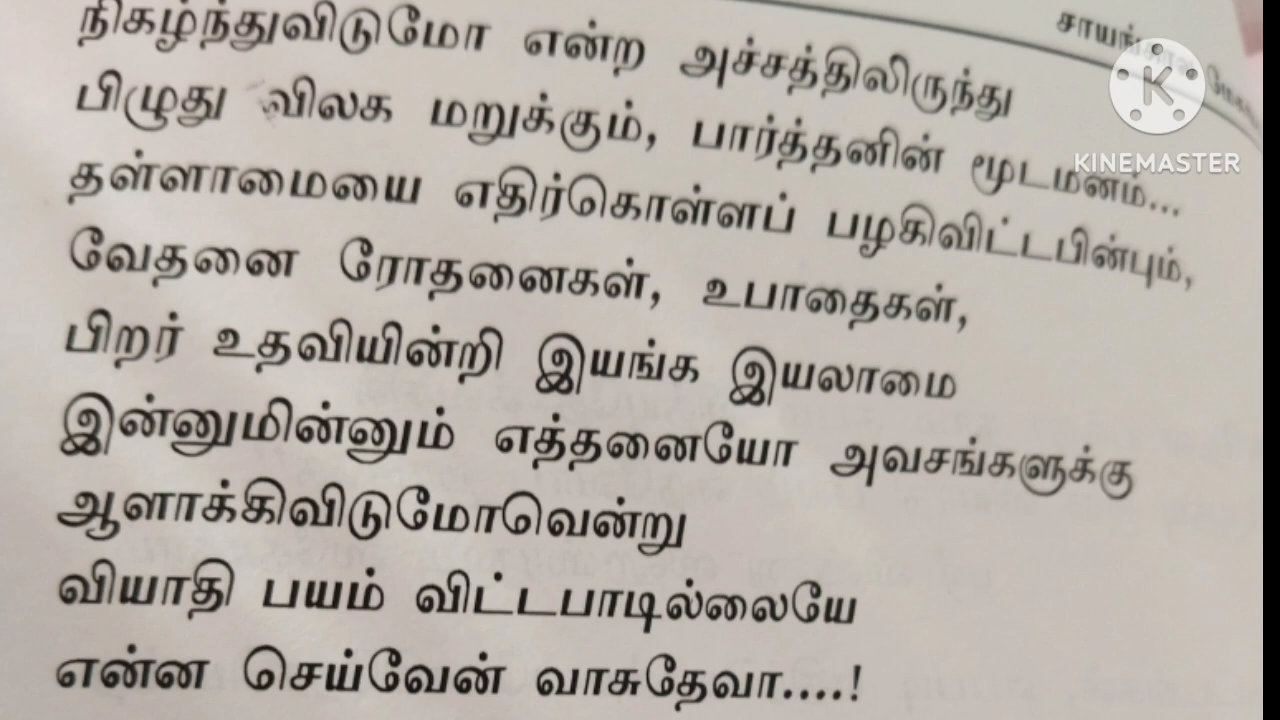 சாயங்கால
நிகழ்ந்துவிடுமோ என்ற அச்சத்திலிருந்து
பிழுது விலக மறுக்கும், பார்த்தனின் மூடமனம்...
தள்ளாமையை எதிர்கொள்ளப் பழகிவிட்டபின்பும்,
வேதனை ரோதனைகள், உபாதைகள்,
பிறர் உதவியின்றி இயங்க இயலாமை
இன்னுமின்னும் எத்தனையோ அவசங்களுக்கு
ஆளாக்கிவிடுமோவென்று
வியாதி பயம் விட்டபாடில்லையே
என்ன செய்வேன் வாசுதேவா....!
K
KINEMASTER